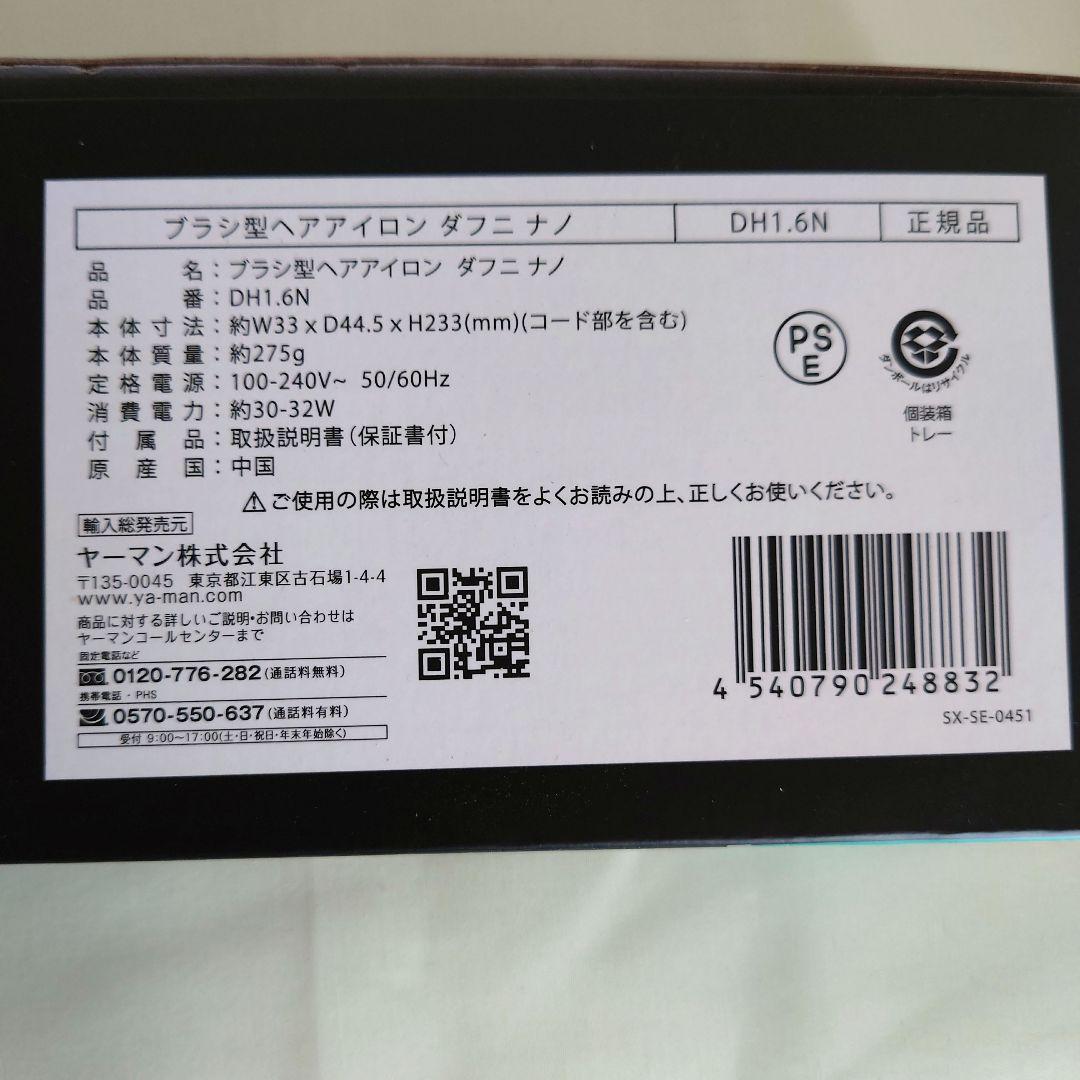 ブラシ型ヘアアイロン ダフニ ナノ DH1.6N 正規品
品名：ブラシ型ヘアアイロン ダフニ ナノ
品番：DH1.6N
本体寸法：約W33 x D44.5 x H233(mm)(コード部を含む)
本体質量：約275g
定格電源：100-240V~ 50/60Hz
消費電力：約30-32W
付属品：取扱説明書(保証書付)
原産国：中国
PSE
ダンボールはリサイクル
個装箱
トレー
⚠ご使用の際は取扱説明書をよくお読みの上、正しくお使いください。
輸入総発売元
ヤーマン株式会社
〒135-0045 東京都江東区古石場1-4-4
www.ya-man.com
商品に対する詳しいご説明・お問い合わせは
ヤーマンコールセンターまで
固定電話など
0120-776-282(通話料無料)
携帯電話・PHS
0570-550-637(通話料有料)
受付 9:00〜17:00(土・日・祝日・年末年始除く)
4 540790 248832
SX-SE-0451